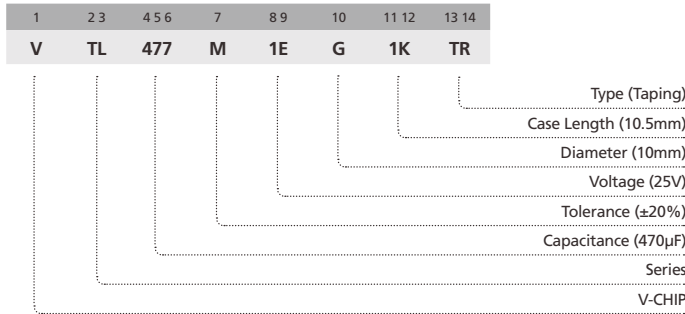 1 2 3 4 5 6 7 8 9 10 11 12 13 14
V TL 477 M 1E G 1K TR
Type (Taping)
Case Length (10.5mm)
Diameter (10mm)
Voltage (25V)
Tolerance (±20%)
Capacitance (470µF)
Series
V-CHIP